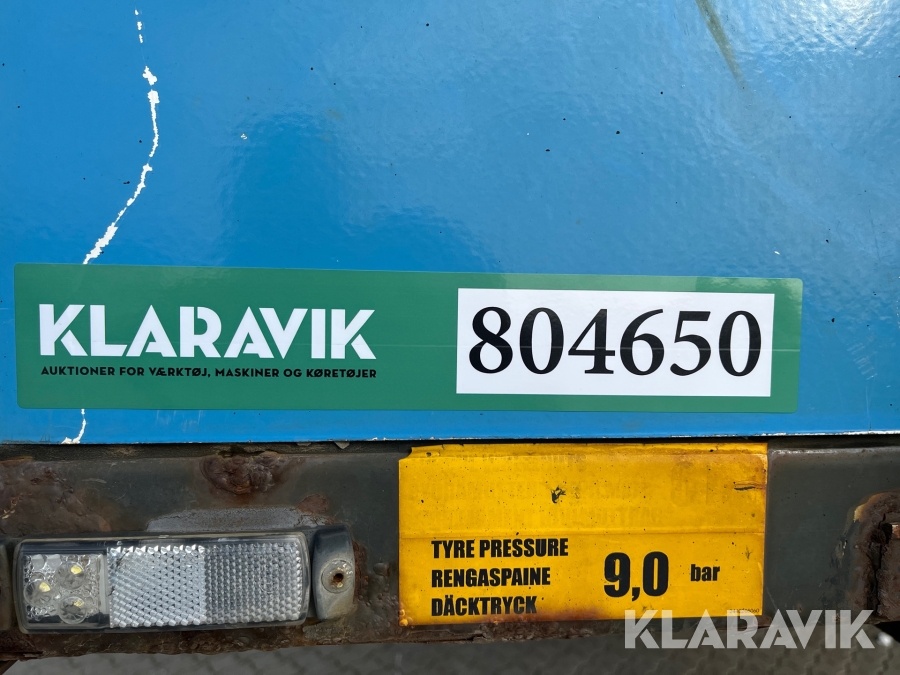 KLARAVIK
AUKTIONER FOR VÆRKTØJ, MASKINER OG KØRETØJER
804650
TYRE PRESSURE
RENGASPAINE
DÄCKTRYCK
9,0 bar
KLARAVIK